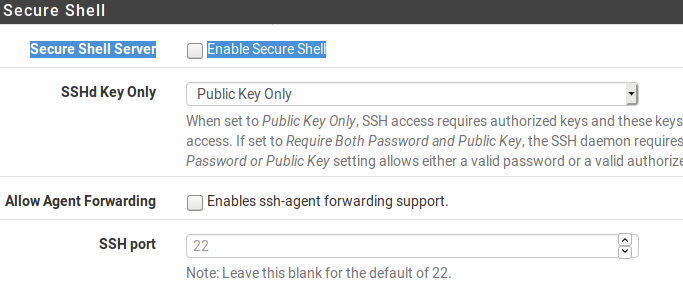 Secure Shell
Secure Shell Server Enable Secure Shell
SSHd Key Only Public Key Only
When set to Public Key Only, SSH access requires authorized keys and these keys
access. If set to Require Both Password and Public Key, the SSH daemon requires
Password or Public Key setting allows either a valid password or a valid authorize
Allow Agent Forwarding Enables ssh-agent forwarding support.
SSH port 22
Note: Leave this blank for the default of 22.